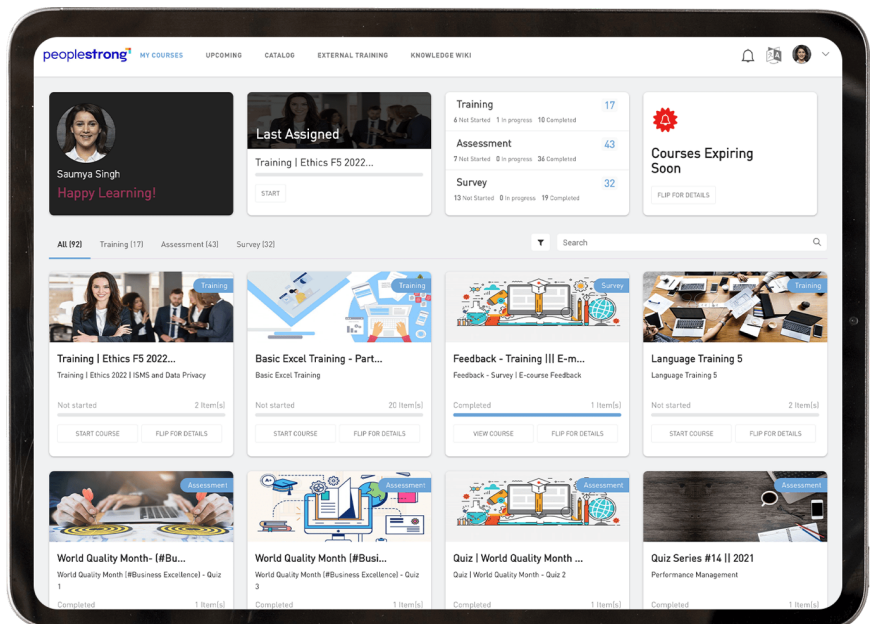 peoplestrong
MY COURSES
UPCOMING
CATALOG
EXTERNAL TRAINING
KNOWLEDGE WIKI
Saumya Singh
Happy Learning!
Last Assigned
Training | Ethics F5 2022...
START
Training 17
6 Not Started 1 In progress 10 Completed
Assessment 43
7 Not Started 0 In progress 36 Completed
Survey 32
13 Not Started 0 In progress 19 Completed
Courses Expiring
Soon
FLIP FOR DETAILS
All (92)
Training (17)
Assessment (43)
Survey (32)
Search
Training
Training | Ethics F5 2022...
Training | Ethics 2022 | ISMS and Data Privacy
Not started 2 Item(s)
START COURSE
FLIP FOR DETAILS
Training
Basic Excel Training - Part...
Basic Excel Training
Not started 20 Item(s)
START COURSE
FLIP FOR DETAILS
Survey
Feedback - Training ||| E-m...
Feedback - Survey | E-course Feedback
Completed 1 Item(s)
VIEW COURSE
FLIP FOR DETAILS
Training
Language Training 5
Language Training 5
Not started 2 Item(s)
START COURSE
FLIP FOR DETAILS
Assessment
World Quality Month- (#Bu...
World Quality Month (#Business Excellence) - Quiz
1
Completed 1 Item(s)
Assessment
World Quality Month (#Busi...
World Quality Month (#Business Excellence) - Quiz
3
Completed 1 Item(s)
Assessment
Quiz | World Quality Month ...
Quiz | World Quality Month - Quiz 2
Completed 1 Item(s)
Assessment
Quiz Series #14 || 2021
Performance Management
Completed 1 Item(s)